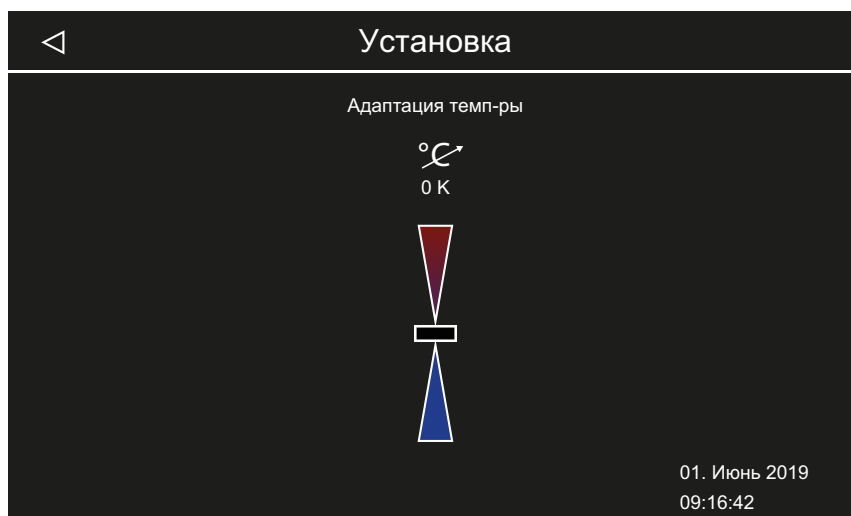 Установка
Адаптация темп-ры
°C
0 K
01. Июнь 2019
09:16:42